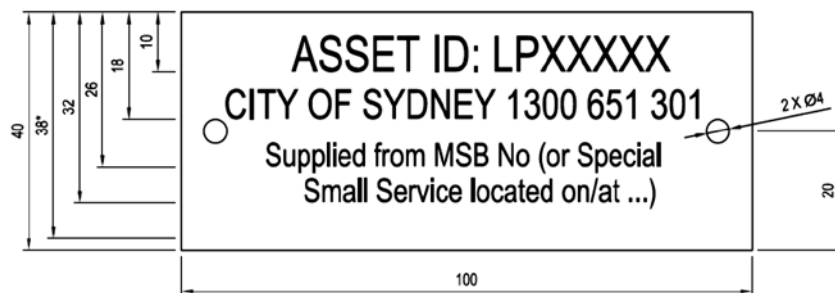 ASSET ID: LPXXXXX
CITY OF SYDNEY 1300 651 301
Supplied from MSB No (or Special
Small Service located on/at ...)
40
38*
32
26
18
10
2 X Ø4
20
100